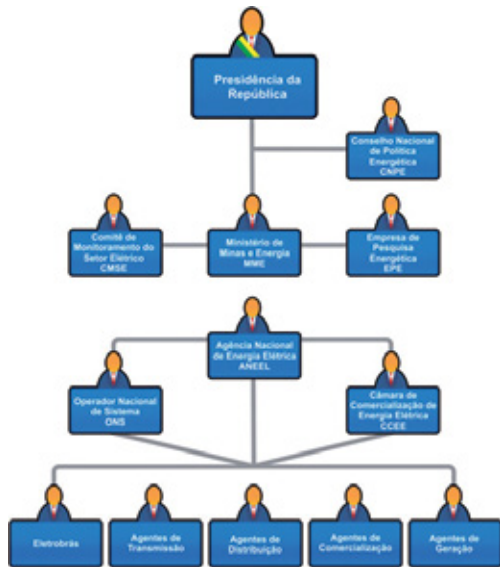 Presidência da
República
Conselho Nacional
de Política
Energética
CNPE
Comitê de
Monitoramento do
Setor Elétrico
CMSE
Ministério de
Minas e Energia
MME
Empresa de
Pesquisa
Energética
EPE
Agência Nacional
de Energia Elétrica
ANEEL
Operador Nacional
de Sistema
ONS
Câmara de
Comercialização de
Energia Elétrica
CCEE
Eletrobrás
Agentes de
Transmissão
Agentes de
Distribuição
Agentes de
Comercialização
Agentes de
Geração